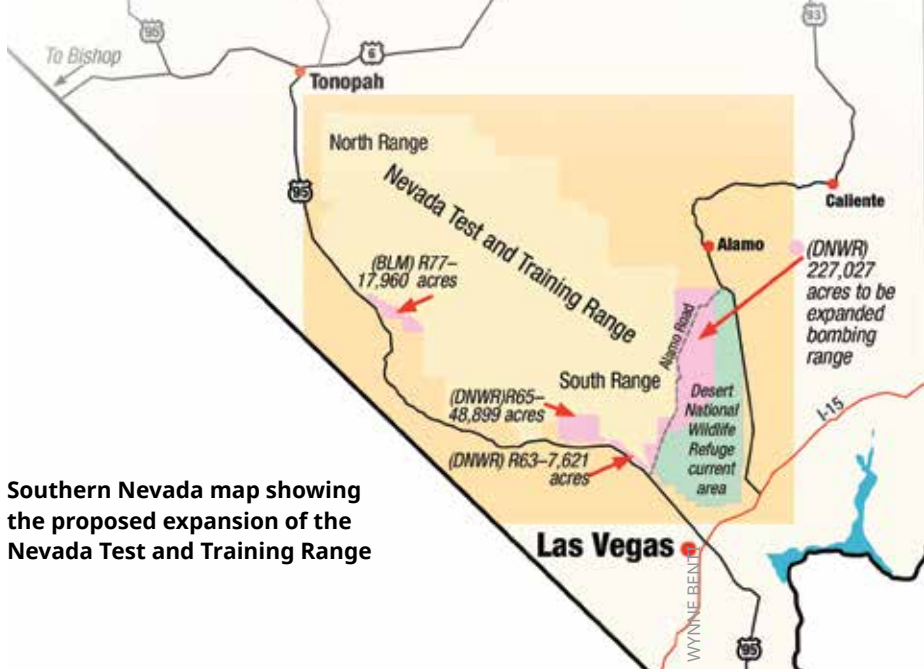 95
93
To Bishop
6
Tonopah
North Range
Nevada Test and Training Range
95
Caliente
Alamo
(DNWR)
227,027
acres to be
expanded
bombing
range
(BLM) R77–
17,960 acres
Alamo Road
South Range
(DNWR)R65–
48,899 acres
Desert
National
Wildlife
Refuge
current
area
I-15
(DNWR) R63–7,621
acres
Southern Nevada map showing
the proposed expansion of the
Nevada Test and Training Range
Las Vegas
WYNNE BENTI
95